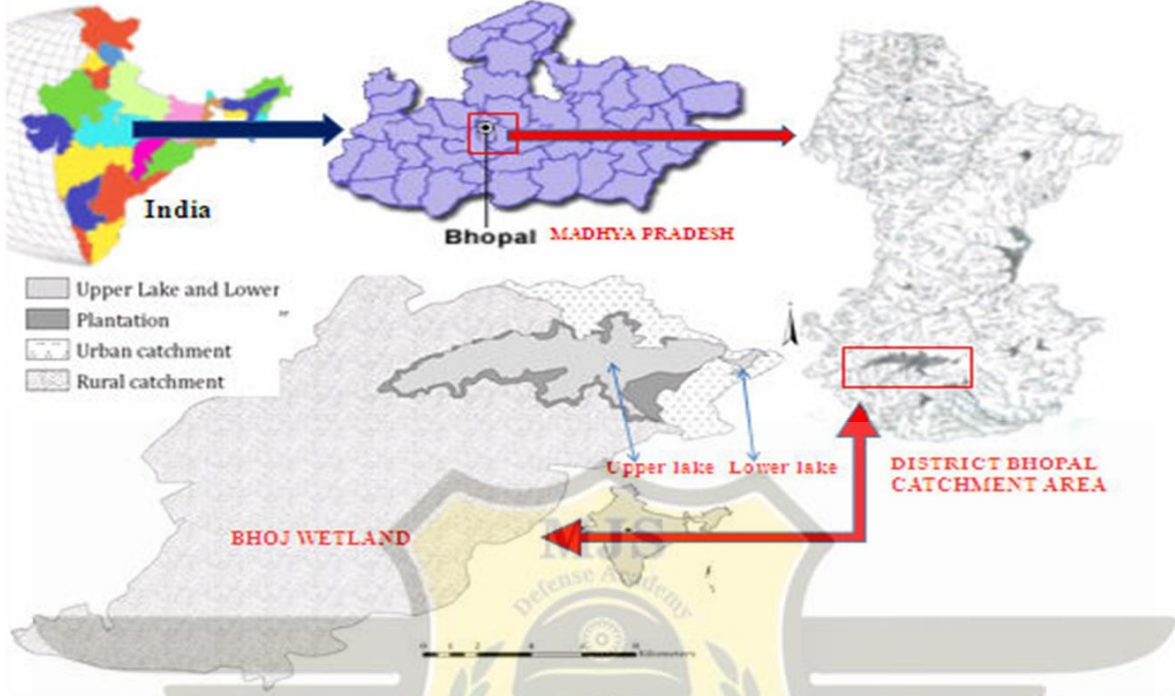 India
Bhopal MADHYA PRADESH
Upper Lake and Lower
Plantation "
Urban catchment
Rural catchment
Upper lake Lower lake
DISTRICT BHOPAL
CATCHMENT AREA
BHOJ WETLAND
MJS
Defense Academy
Kilometers